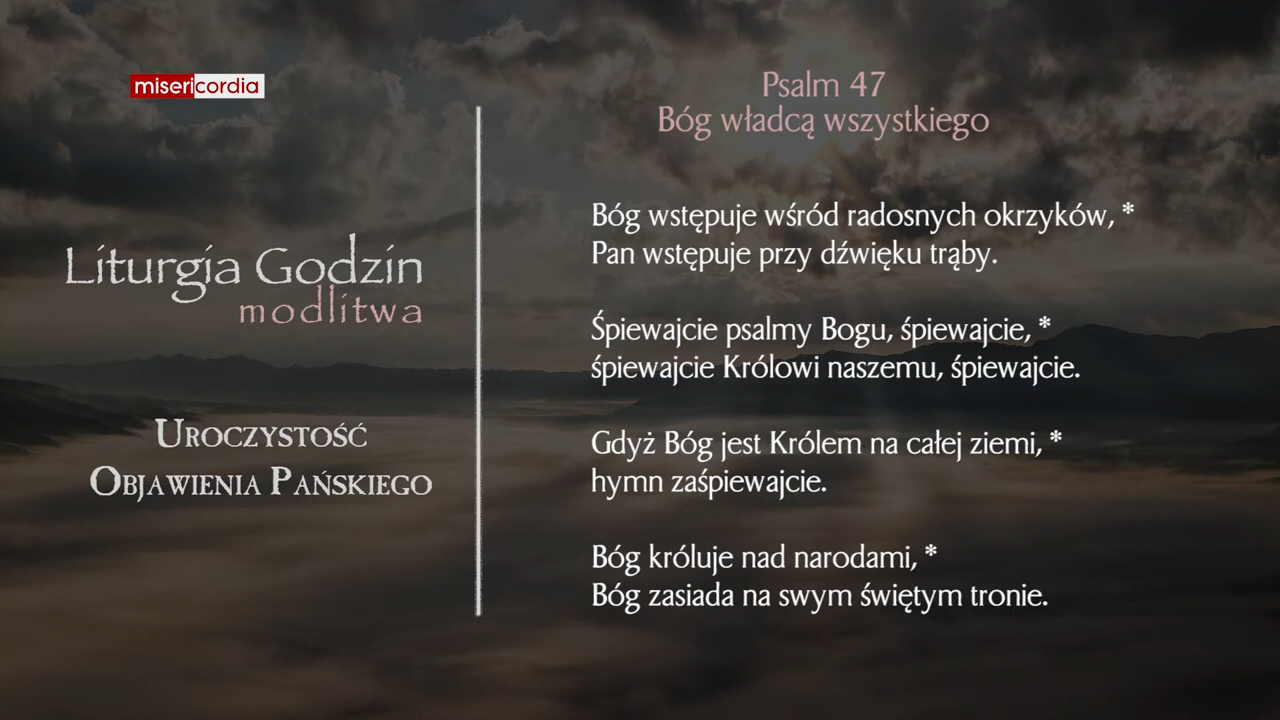 misericordia
Liturgia Godzin
modlitwa
Uroczystość
Objawienia Pańskiego
Psalm 47
Bóg władcą wszystkiego
Bóg wstępuje wśród radosnych okrzyków, *
Pan wstępuje przy dźwięku trąby.
Śpiewajcie psalmy Bogu, śpiewajcie, *
śpiewajcie Królowi naszemu, śpiewajcie.
Gdyż Bóg jest Królem na całej ziemi, *
hymn zaśpiewajcie.
Bóg króluje nad narodami, *
Bóg zasiada na swym świętym tronie.